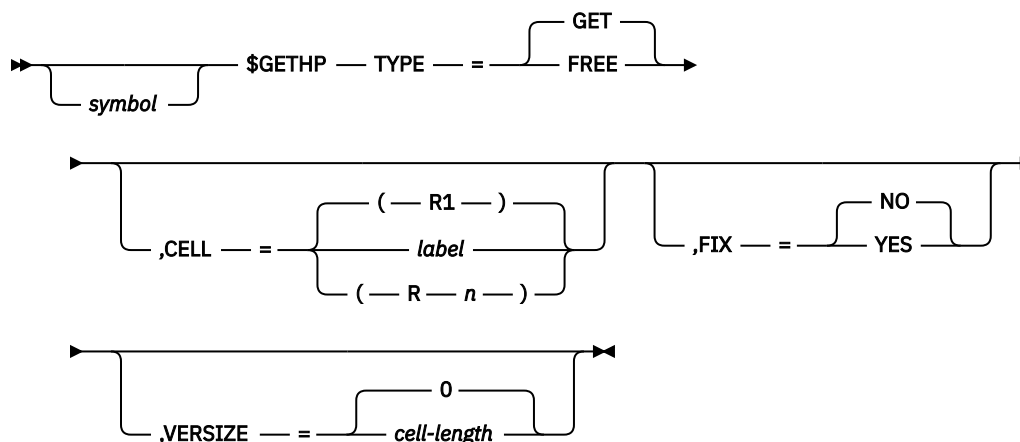 GET
$GETHP TYPE = FREE
symbol
( R1 ) NO
,CELL = label ,FIX = YES
( R n )
0
,VERSIZE = cell-length